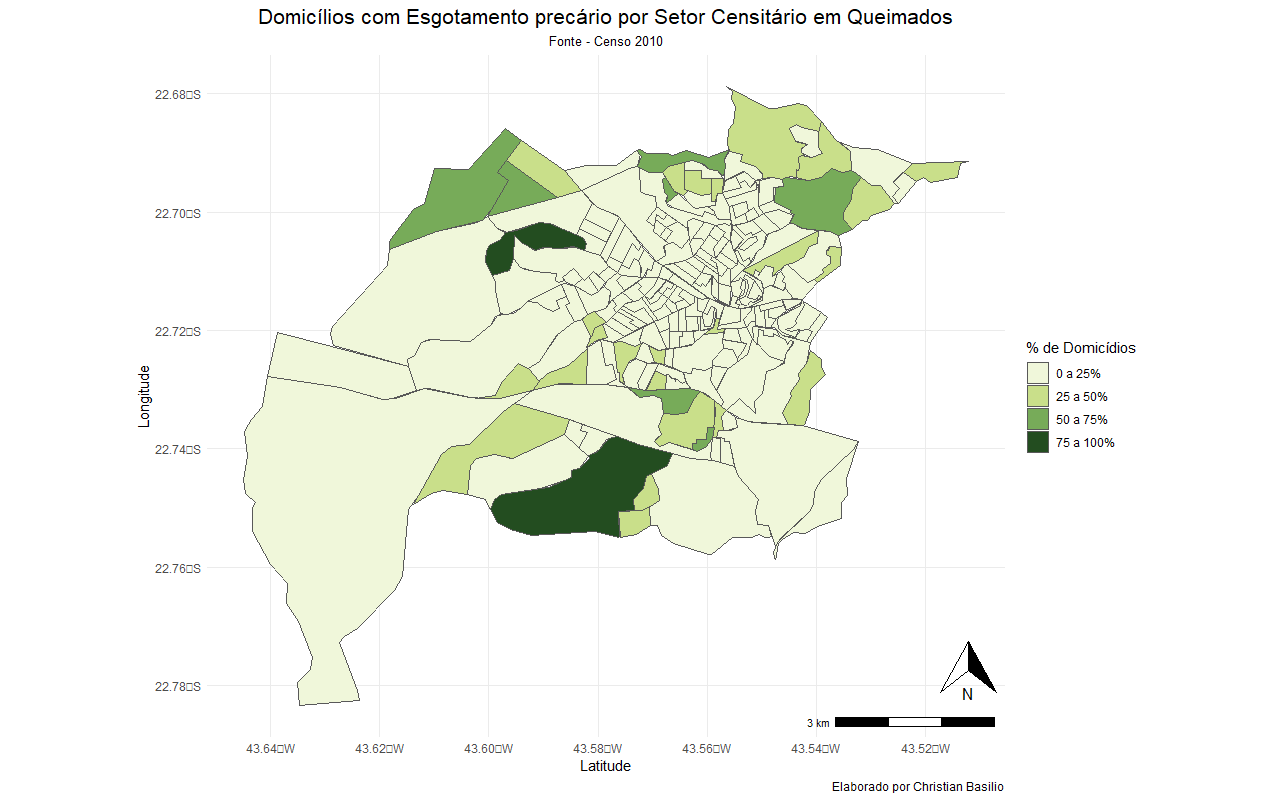 Domicílios com Esgotamento precário por Setor Censitário em Queimados
Fonte - Censo 2010
22.68□S
22.70□S
22.72□S
22.74□S
22.76□S
22.78□S
Longitude
43.64□W
43.62□W
43.60□W
43.58□W
43.56□W
43.54□W
43.52□W
Latitude
% de Domicídios
0 a 25%
25 a 50%
50 a 75%
75 a 100%
N
3 km
Elaborado por Christian Basilio